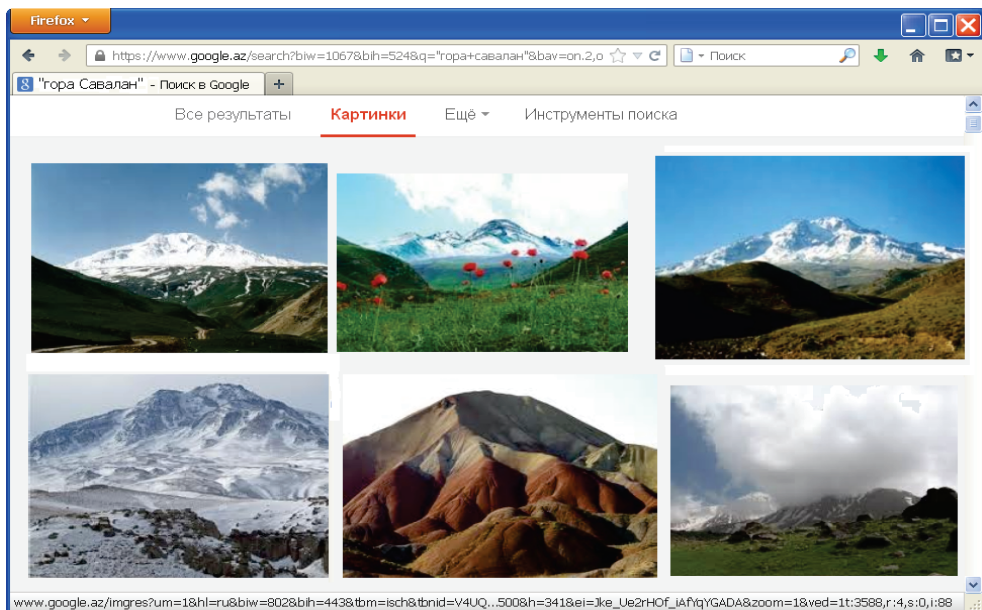 Firefox
https://www.google.az/search?biw=1067&bih=524&q="гора+савалан"&bav=on.2,o
Поиск
"гора Савалан" - Поиск в Google
Все результаты Картинки Ещё Инструменты поиска
www.google.az/imgres?um=1&hl=ru&biw=802&bih=443&tbm=isch&tbnid=V4UQ...500&h=341&ei=Jke_Ue2rHOf_iAfYqYGADA&zoom=1&ved=1t:3588,r:4,s:0,i:88